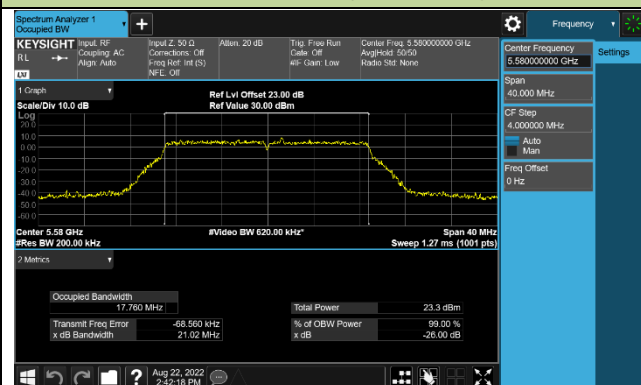 Spectrum Analyzer 1
Occupied BW
Frequency
KEYSIGHT
RL
LXI
Input: RF
Coupling: AC
Align: Auto
Input Z: 50 Ω
Corrections: Off
Freq Ref: Int (S)
NFE: Off
Atten: 20 dB
Trig: Free Run
Gate: Off
#IF Gain: Low
Center Freq: 5.580000000 GHz
Avg|Hold: 50/50
Radio Std: None
1 Graph
Scale/Div 10.0 dB
Ref Lvl Offset 23.00 dB
Ref Value 30.00 dBm
Log
20.0
10.0
0.00
-10.0
-20.0
-30.0
-40.0
-50.0
-60.0
Center 5.58 GHz
#Res BW 200.00 kHz
#Video BW 620.00 kHz*
Span 40 MHz
Sweep 1.27 ms (1001 pts)
2 Metrics
Occupied Bandwidth
17.760 MHz
Transmit Freq Error -68.560 kHz
x dB Bandwidth 21.02 MHz
Total Power 23.3 dBm
% of OBW Power 99.00 %
x dB -26.00 dB
Center Frequency
5.580000000 GHz
Settings
Span
40.000 MHz
CF Step
4.000000 MHz
Auto
Man
Freq Offset
0 Hz
?
Aug 22, 2022
2:42:18 PM